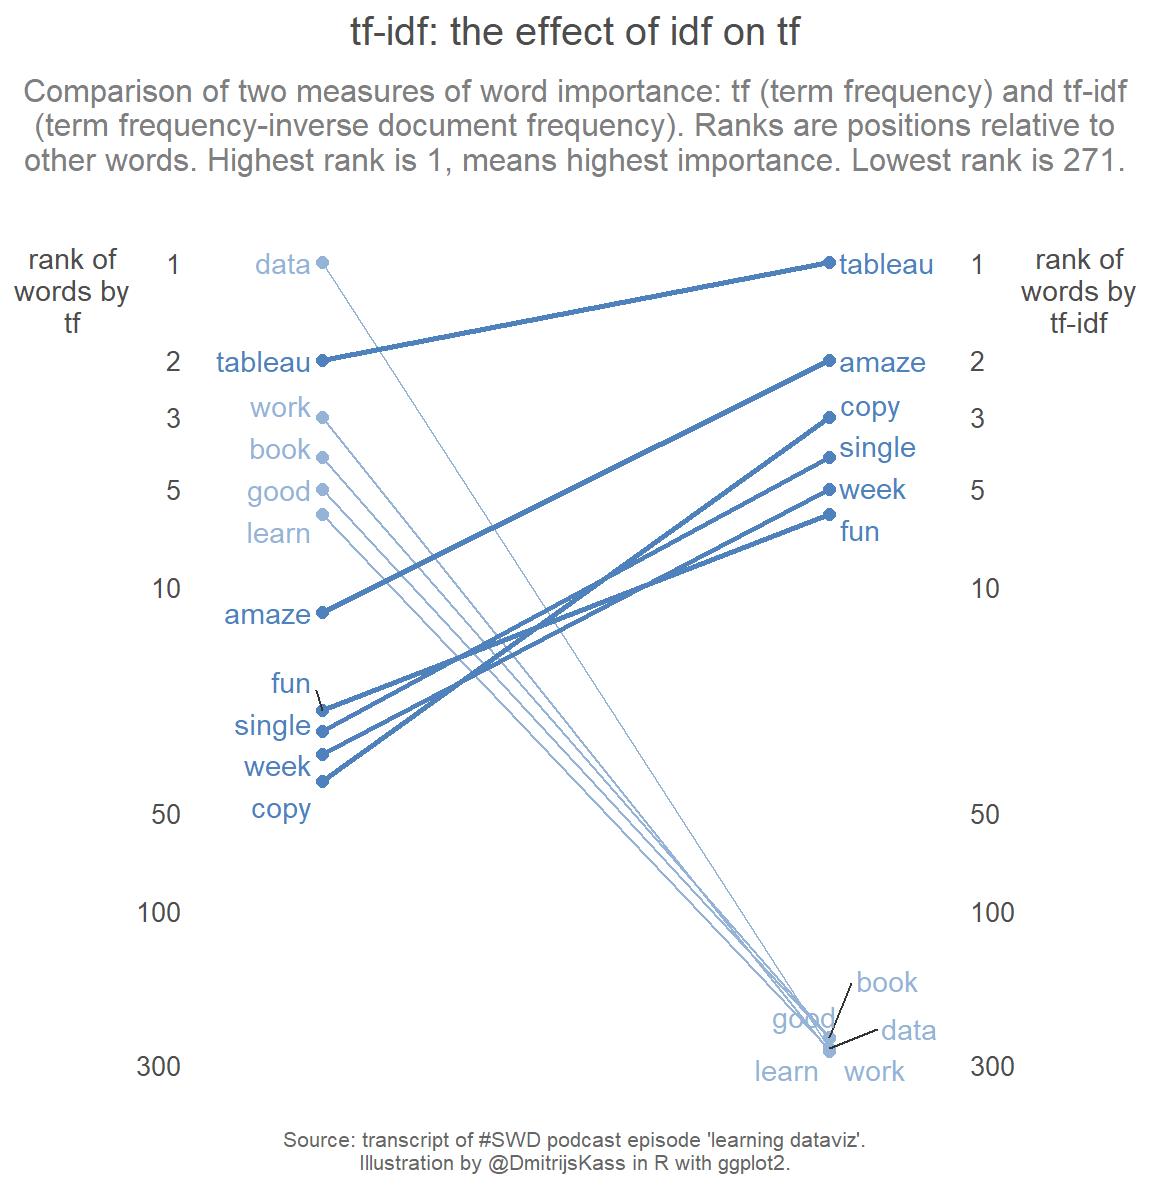 tf-idf: the effect of idf on tf
Comparison of two measures of word importance: tf (term frequency) and tf-idf
(term frequency-inverse document frequency). Ranks are positions relative to
other words. Highest rank is 1, means highest importance. Lowest rank is 271.
rank of
words by
tf
1
2
3
5
10
50
100
300
data
tableau
work
book
good
learn
amaze
fun
single
week
copy
tableau
amaze
copy
single
week
fun
book
good
data
learn
work
1
2
3
5
10
50
100
300
rank of
words by
tf-idf
Source: transcript of #SWD podcast episode 'learning dataviz'.
Illustration by @DmitrijsKass in R with ggplot2.